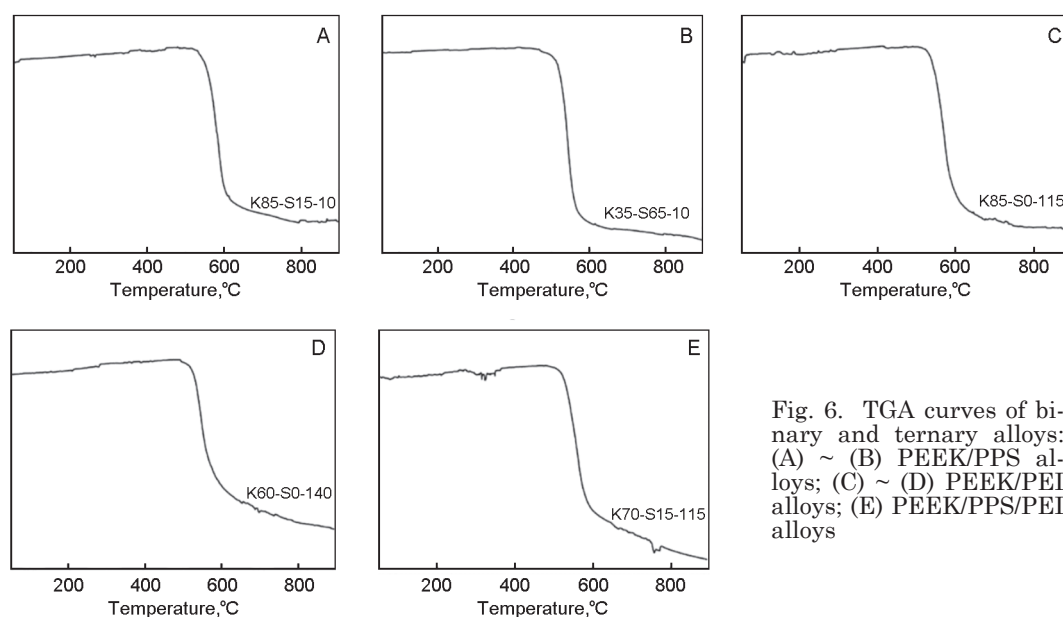 A
K85-S15-10
200 400 600 800
Temperature,°C
B
K35-S65-10
200 400 600 800
Temperature,°C
C
K85-S0-115
200 400 600 800
Temperature,°C
D
K60-S0-140
200 400 600 800
Temperature,°C
E
K70-S15-115
200 400 600 800
Temperature,°C
Fig. 6. TGA curves of bi-
nary and ternary alloys:
(A) ~ (B) PEEK/PPS al-
loys; (C) ~ (D) PEEK/PEI
alloys; (E) PEEK/PPS/PEI
alloys